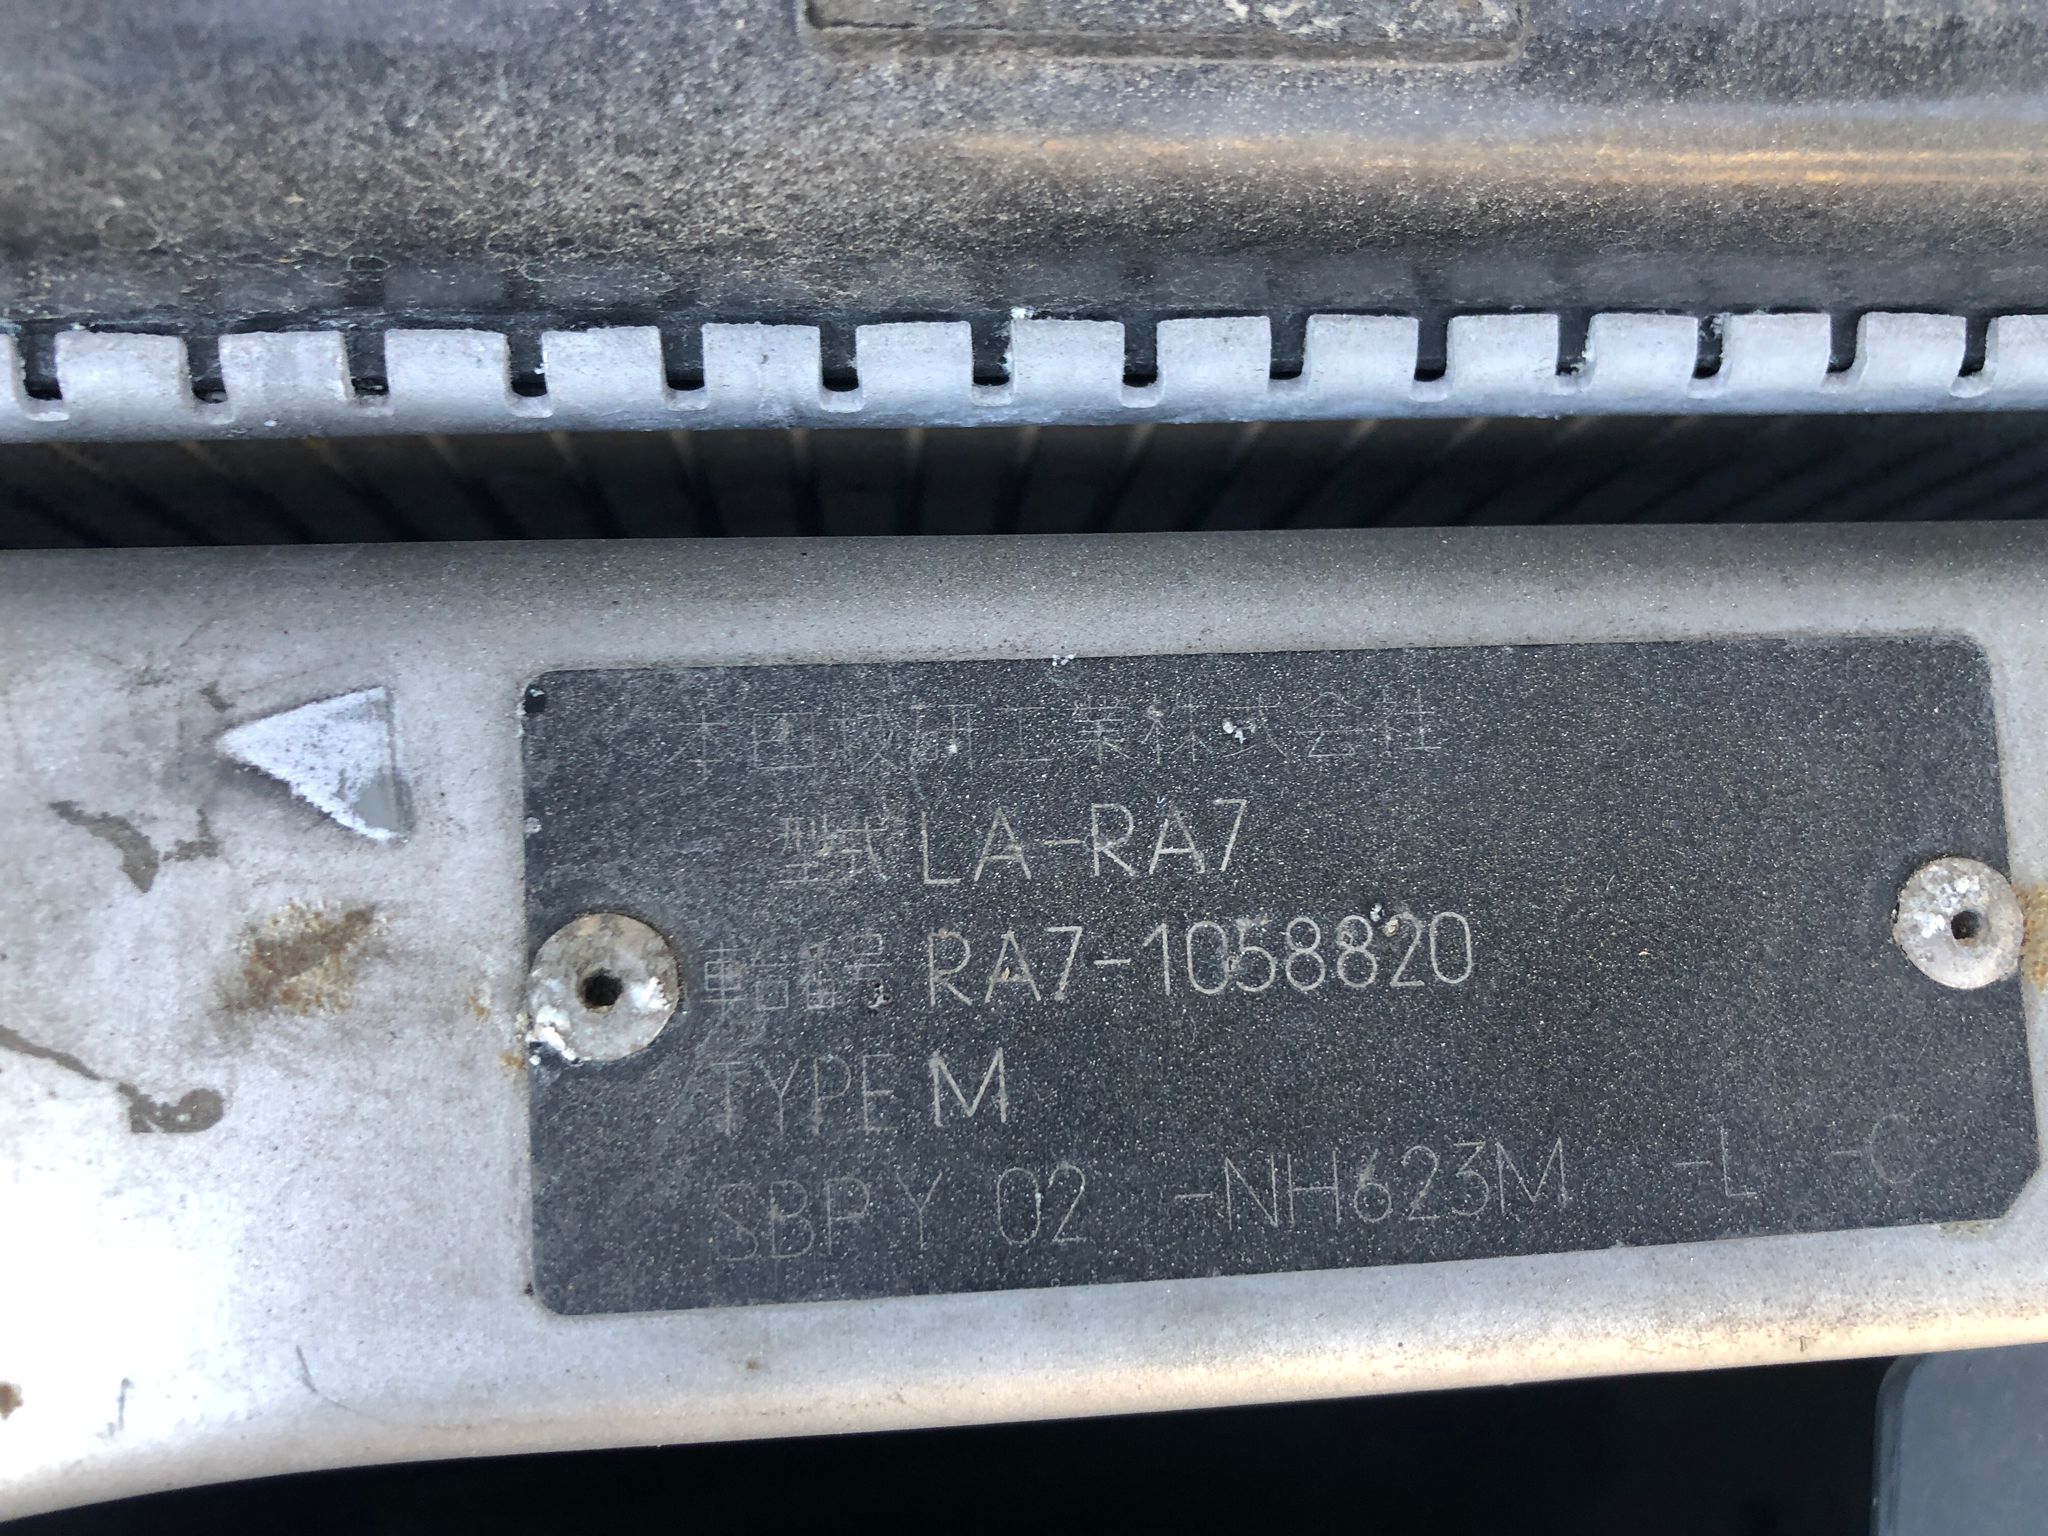 本田技研工業株式会社
型式 LA-RA7
車台番号 RA7-1058820
TYPE M
SBPY 02 -NH623M -L -C